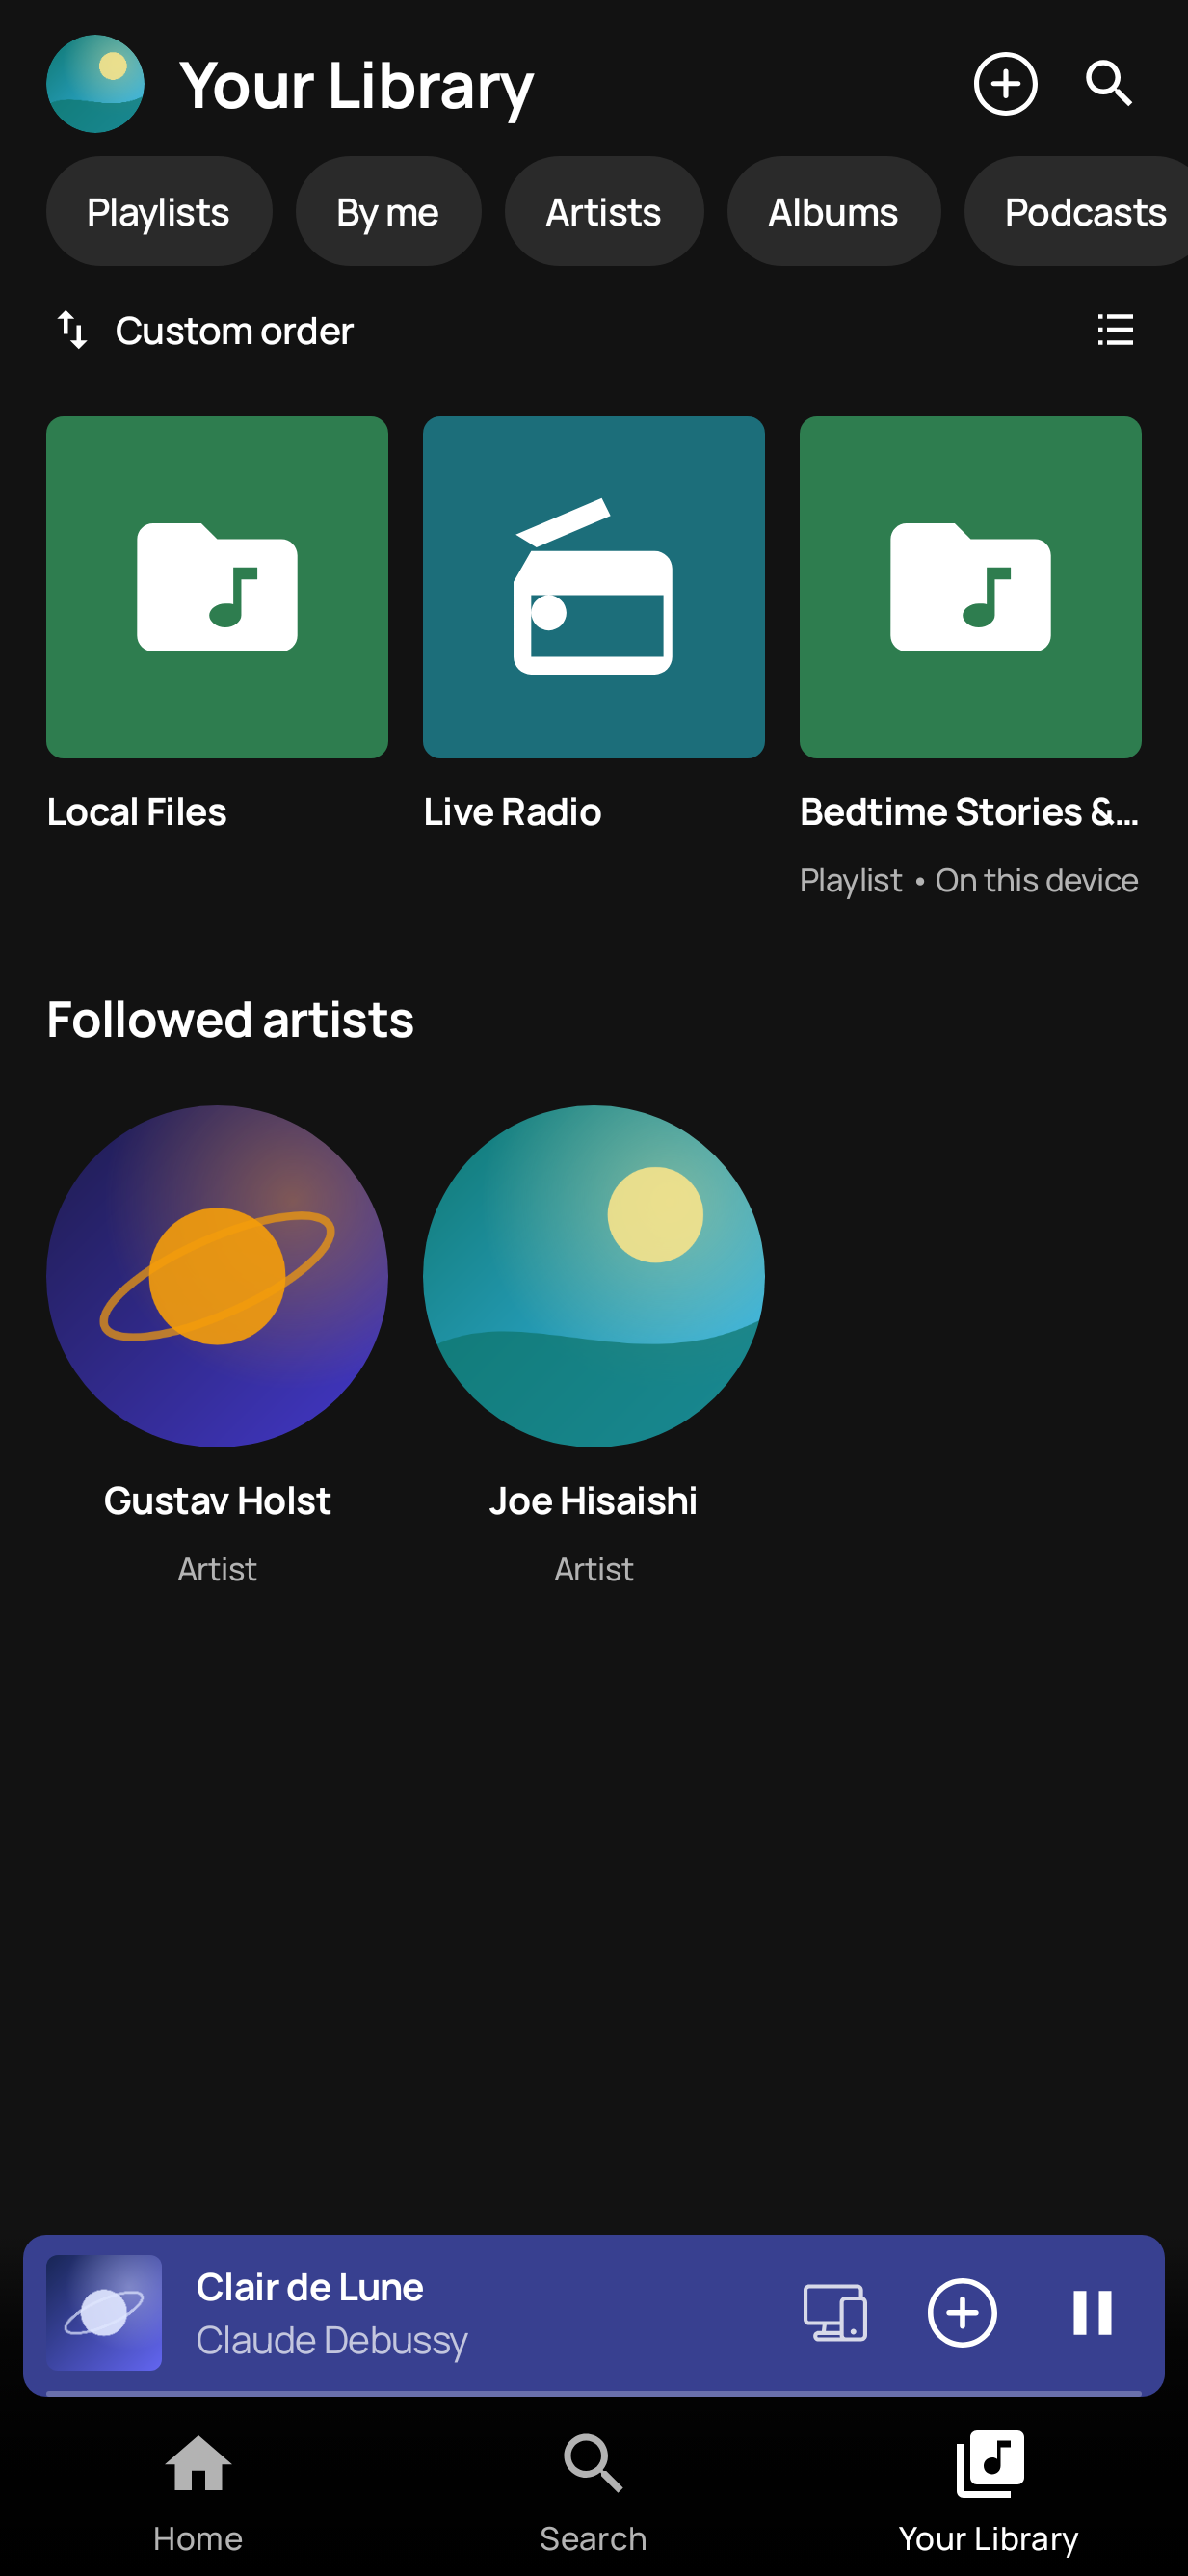 Your Library
Playlists
By me
Artists
Albums
Podcasts
Custom order
Local Files
Live Radio
Bedtime Stories &...
Playlist • On this device
Followed artists
Gustav Holst
Joe Hisaishi
Artist
Artist
Clair de Lune
Claude Debussy
Home
Search
Your Library